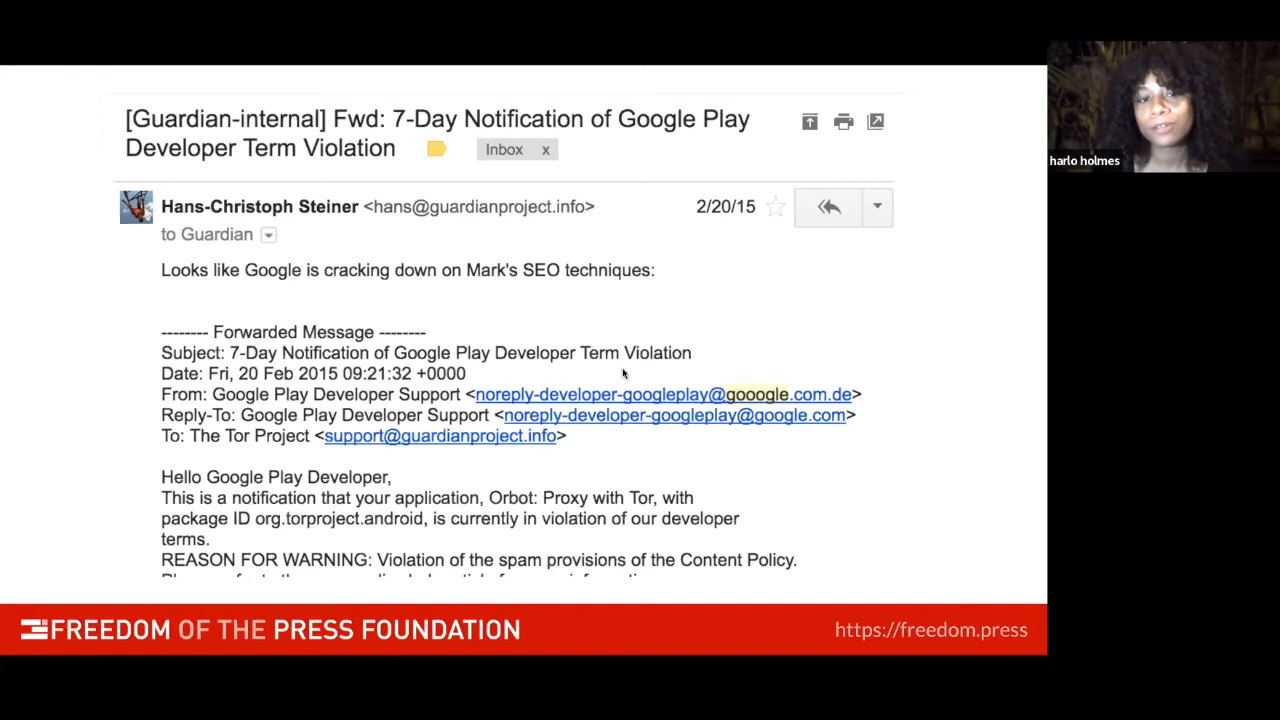 [Guardian-internal] Fwd: 7-Day Notification of Google Play
Developer Term Violation
Inbox x
Hans-Christoph Steiner <hans@guardianproject.info> 2/20/15
to Guardian
Looks like Google is cracking down on Mark's SEO techniques:
-------- Forwarded Message --------
Subject: 7-Day Notification of Google Play Developer Term Violation
Date: Fri, 20 Feb 2015 09:21:32 +0000
From: Google Play Developer Support <noreply-developer-googleplay@gooogle.com.de>
Reply-To: Google Play Developer Support <noreply-developer-googleplay@google.com>
To: The Tor Project <support@guardianproject.info>
Hello Google Play Developer,
This is a notification that your application, Orbot: Proxy with Tor, with
package ID org.torproject.android, is currently in violation of our developer
terms.
REASON FOR WARNING: Violation of the spam provisions of the Content Policy.
FREEDOM OF THE PRESS FOUNDATION
https://freedom.press
harlo holmes